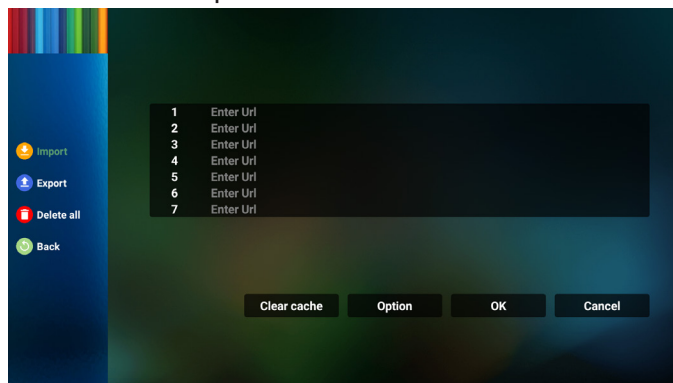 Import
Export
Delete all
Back
1 Enter Url
2 Enter Url
3 Enter Url
4 Enter Url
5 Enter Url
6 Enter Url
7 Enter Url
Clear cache Option OK Cancel